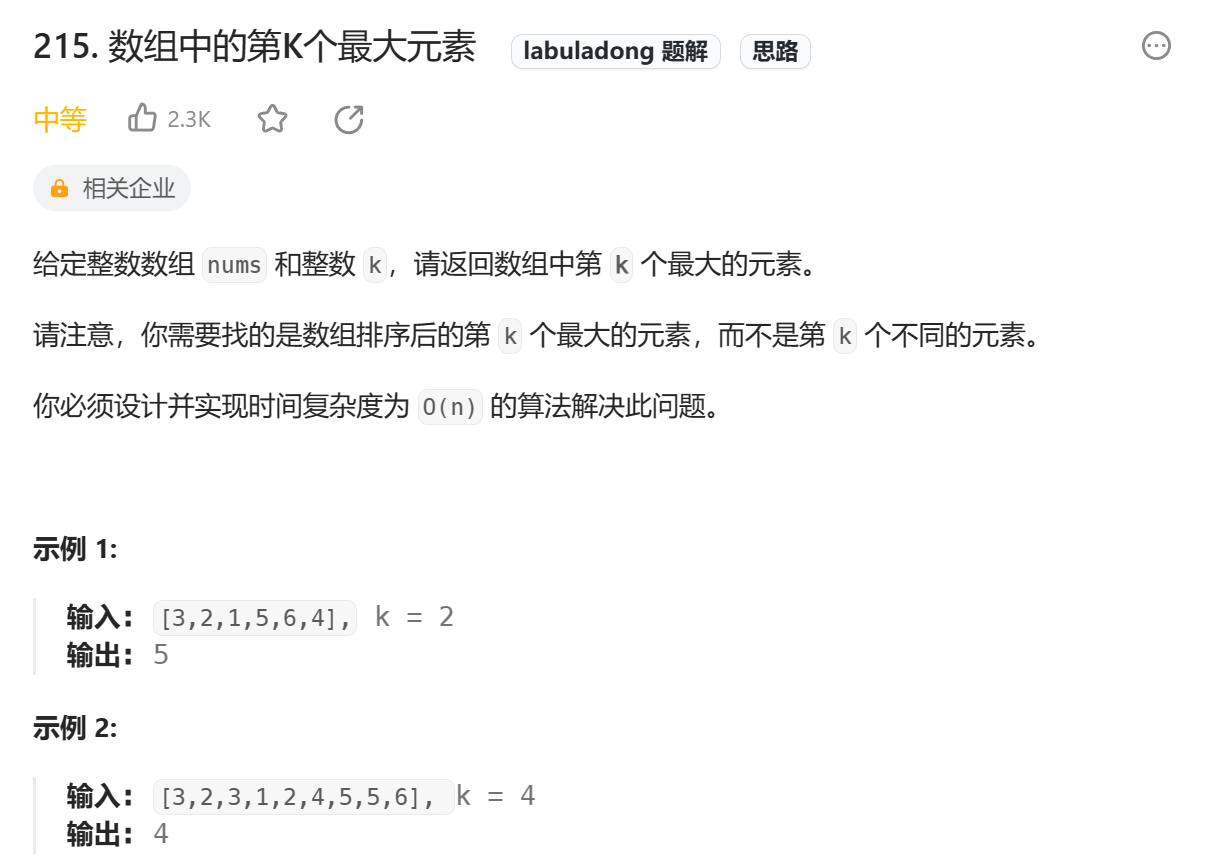 215. 数组中的第K个最大元素 labuladong 题解 思路
中等 2.3K
相关企业
给定整数数组 nums 和整数 k，请返回数组中第 k 个最大的元素。
请注意，你需要找的是数组排序后的第 k 个最大的元素，而不是第 k 个不同的元素。
你必须设计并实现时间复杂度为 O(n) 的算法解决此问题。
示例 1:
输入： [3,2,1,5,6,4], k = 2
输出： 5
示例 2:
输入： [3,2,3,1,2,4,5,5,6], k = 4
输出： 4